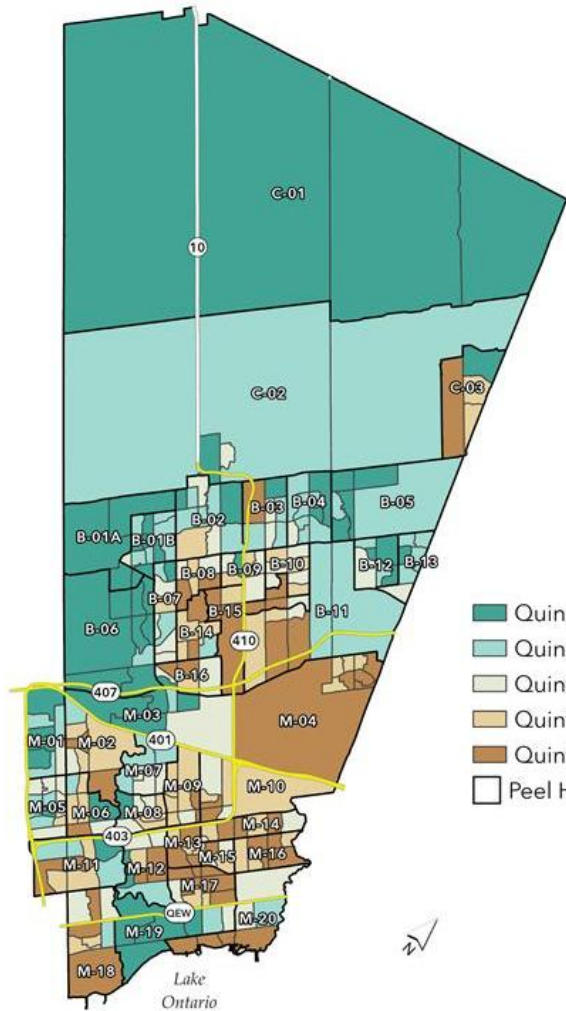 C-01
10
C-02
C-03
B-01A
B-01B
B-02
B-03
B-04
B-05
B-06
B-07
B-08
B-09
B-10
B-11
B-12
B-13
B-14
B-15
B-16
410
407
401
403
QEW
M-01
M-02
M-03
M-04
M-05
M-06
M-07
M-08
M-09
M-10
M-11
M-12
M-13
M-14
M-15
M-16
M-17
M-18
M-19
M-20
Lake
Ontario
N
Quin
Quin
Quin
Quin
Quin
Peel H